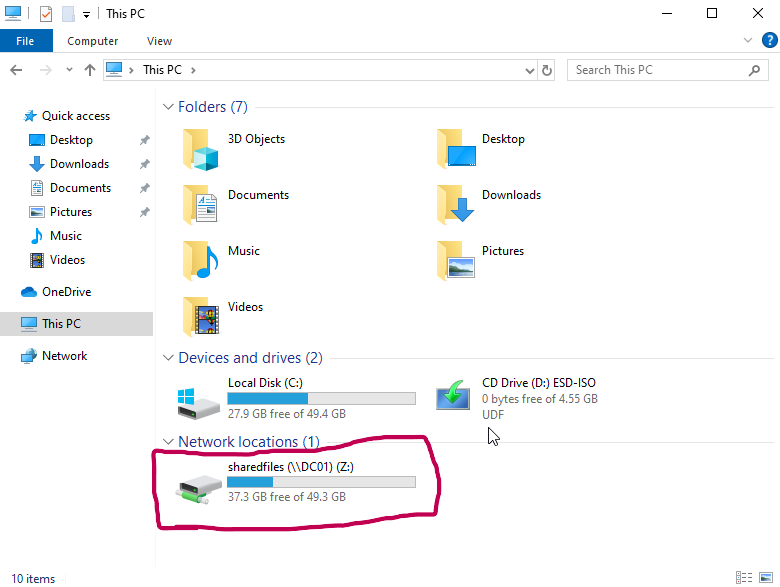 This PC
File
Computer
View
?
This PC
Search This PC
Quick access
Desktop
Downloads
Documents
Pictures
Music
Videos
OneDrive
This PC
Network
Folders (7)
3D Objects
Desktop
Documents
Downloads
Music
Pictures
Videos
Devices and drives (2)
Local Disk (C:)
27.9 GB free of 49.4 GB
CD Drive (D:) ESD-ISO
0 bytes free of 4.55 GB
UDF
Network locations (1)
sharedfiles (\\DC01) (Z:)
37.3 GB free of 49.3 GB
10 items